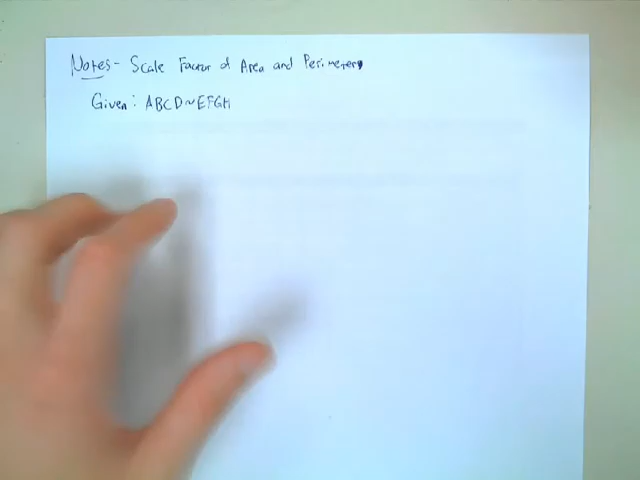 Notes- Scale Factor of Area and Perimeter
Given: ABCD~EFGH